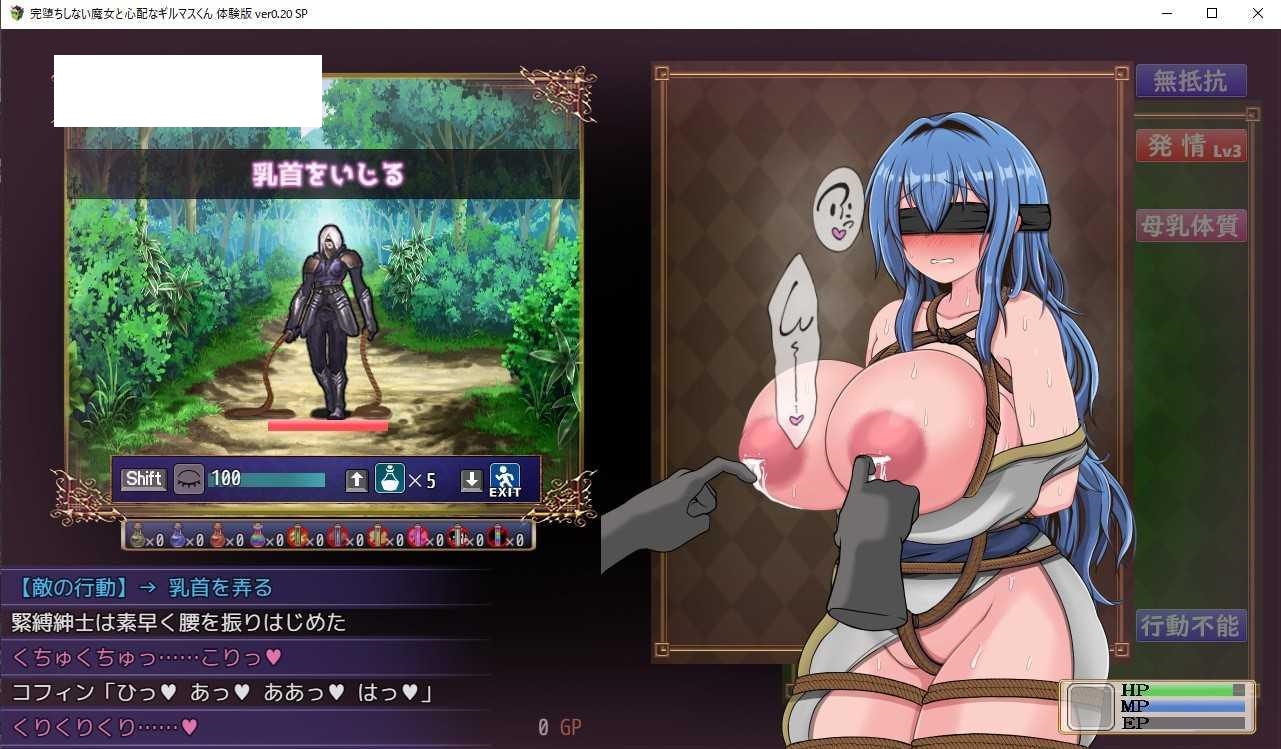 完堕ちしない魔女と心配なギルマスくん 体験版 ver0.20 SP
乳首をいじる
Shift 100 ×5 EXIT
×0 ×0 ×0 ×0 ×0 ×0 ×0 ×0 ×0 ×0
【敵の行動】→ 乳首を弄る
緊縛紳士は素早く腰を振りはじめた
くちゅくちゅっ……こりっ♥
コフィン「ひっ♥ あっ♥ ああっ♥ はっ♥」
くりくりくり……♥
0 GP
無抵抗
発情 Lv3
母乳体質
行動不能
HP
MP
EP